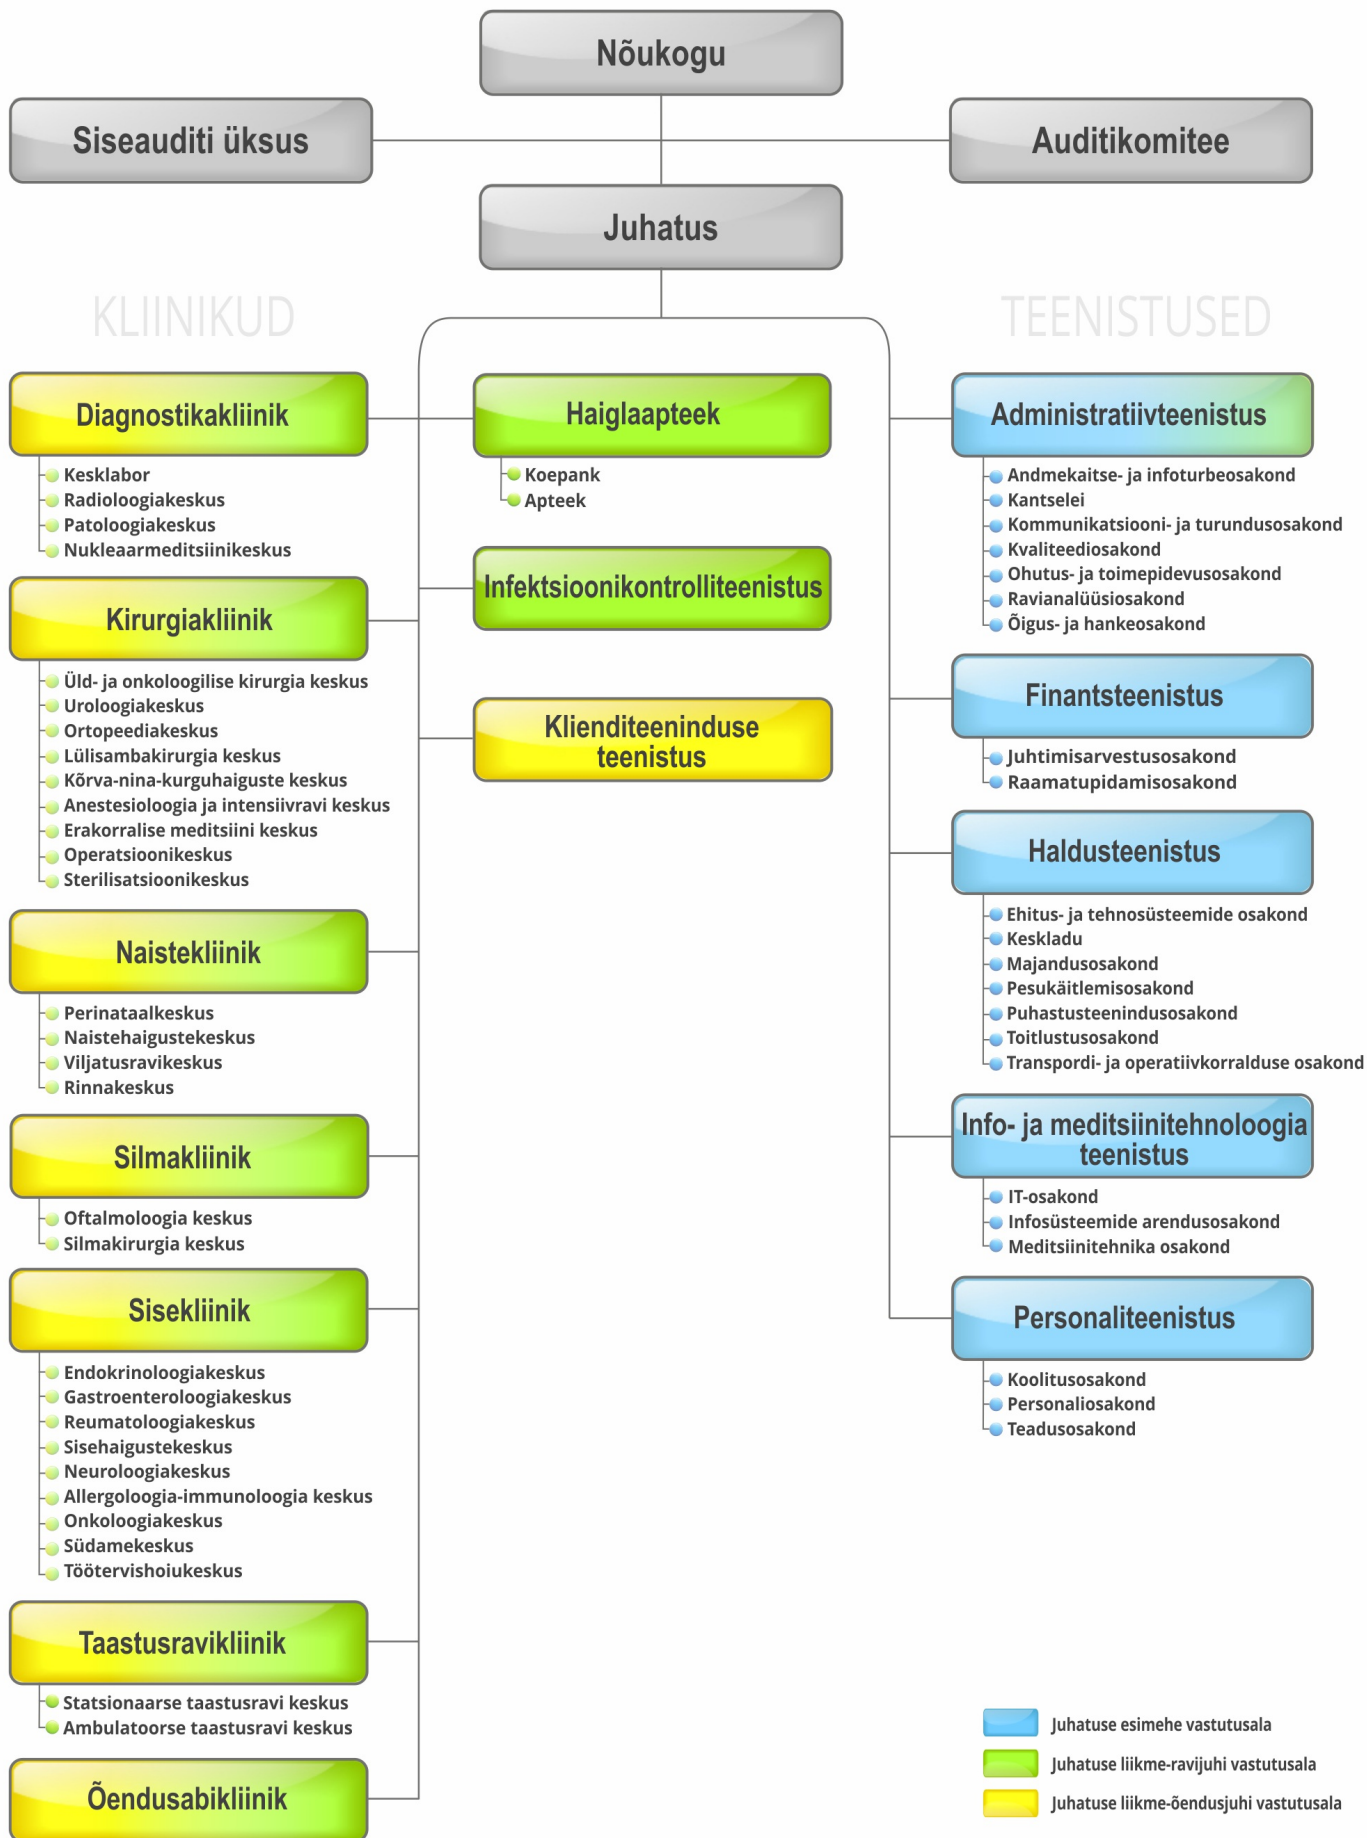 Nõukogu
Siseauditi üksus
Auditikomitee
Juhatus
KLIINIKUD
TEENISTUSED
Diagnostikakliinik
Kesklabor
Radioloogiakeskus
Patoloogiakeskus
Nukleaarmeditsiinikeskus
Kirurgiakliinik
Üld- ja onkoloogilise kirurgia keskus
Uroloogiakeskus
Ortopeediakeskus
Lülisambakirurgia keskus
Kõrva-nina-kurguhaiguste keskus
Anestesioloogia ja intensiivravi keskus
Erakorralise meditsiini keskus
Operatsioonikeskus
Sterilisatsioonikeskus
Naistekliinik
Perinataalkeskus
Naistehaigustekeskus
Viljatusravikeskus
Rinnakeskus
Silmakliinik
Oftalmoloogia keskus
Silmakirurgia keskus
Sisekliinik
Endokrinoloogiakeskus
Gastroenteroloogiakeskus
Reumatoloogiakeskus
Sisehaigustekeskus
Neuroloogiakeskus
Allergoloogia-immunoloogia keskus
Onkoloogiakeskus
Südamekeskus
Töötervishoiukeskus
Taastusravikliinik
Statsionaarse taastusravi keskus
Ambulatoorse taastusravi keskus
Õendusabikliinik
Haiglaapteek
Koepank
Apteek
Infektsioonikontrolliteenistus
Klienditeeninduse
teenistus
Administratiivteenistus
Andmekaitse- ja infoturbeosakond
Kantselei
Kommunikatsiooni- ja turundusosakond
Kvaliteediosakond
Ohutus- ja toimepidevusosakond
Ravianalüüsiosakond
Õigus- ja hankeosakond
Finantsteenistus
Juhtimisarvestusosakond
Raamatupidamisosakond
Haldusteenistus
Ehitus- ja tehnosüsteemide osakond
Keskladu
Majandusosakond
Pesukäitlemisosakond
Puhastusteenindusosakond
Toitlustusosakond
Transpordi- ja operatiivkorralduse osakond
Info- ja meditsiinitehnoloogia
teenistus
IT-osakond
Infosüsteemide arendusosakond
Meditsiinitehnika osakond
Personaliteenistus
Koolitusosakond
Personaliosakond
Teadusosakond
Juhatuse esimehe vastutusala
Juhatuse liikme-ravijuhi vastutusala
Juhatuse liikme-õendusjuhi vastutusala